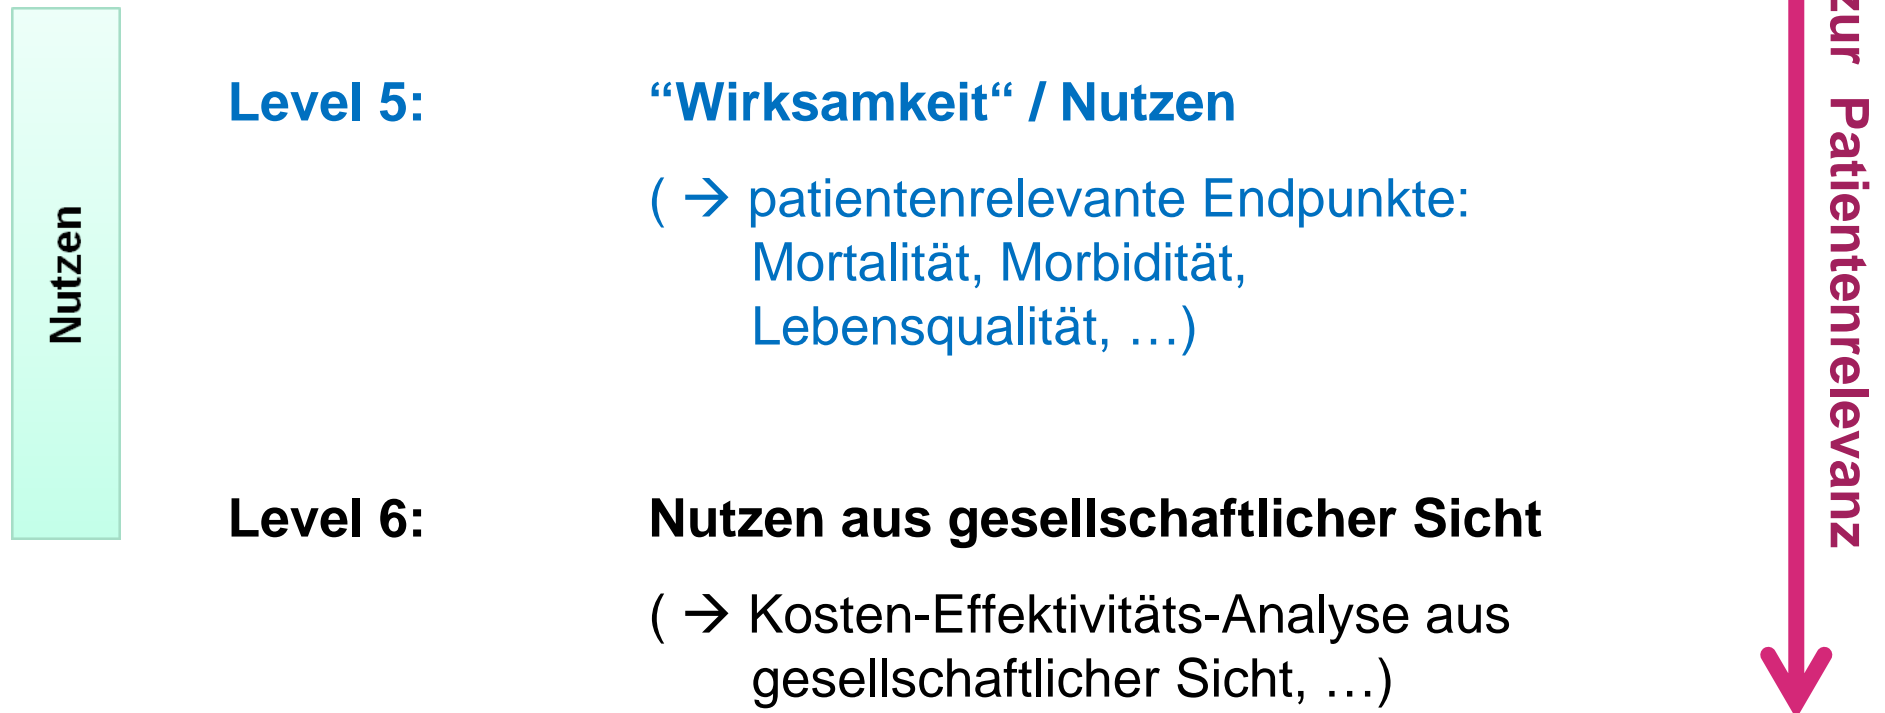 Nutzen
Level 5: “Wirksamkeit“ / Nutzen
( → patientenrelevante Endpunkte:
Mortalität, Morbidität,
Lebensqualität, …)
Level 6: Nutzen aus gesellschaftlicher Sicht
( → Kosten-Effektivitäts-Analyse aus
gesellschaftlicher Sicht, …)
zur Patientenrelevanz